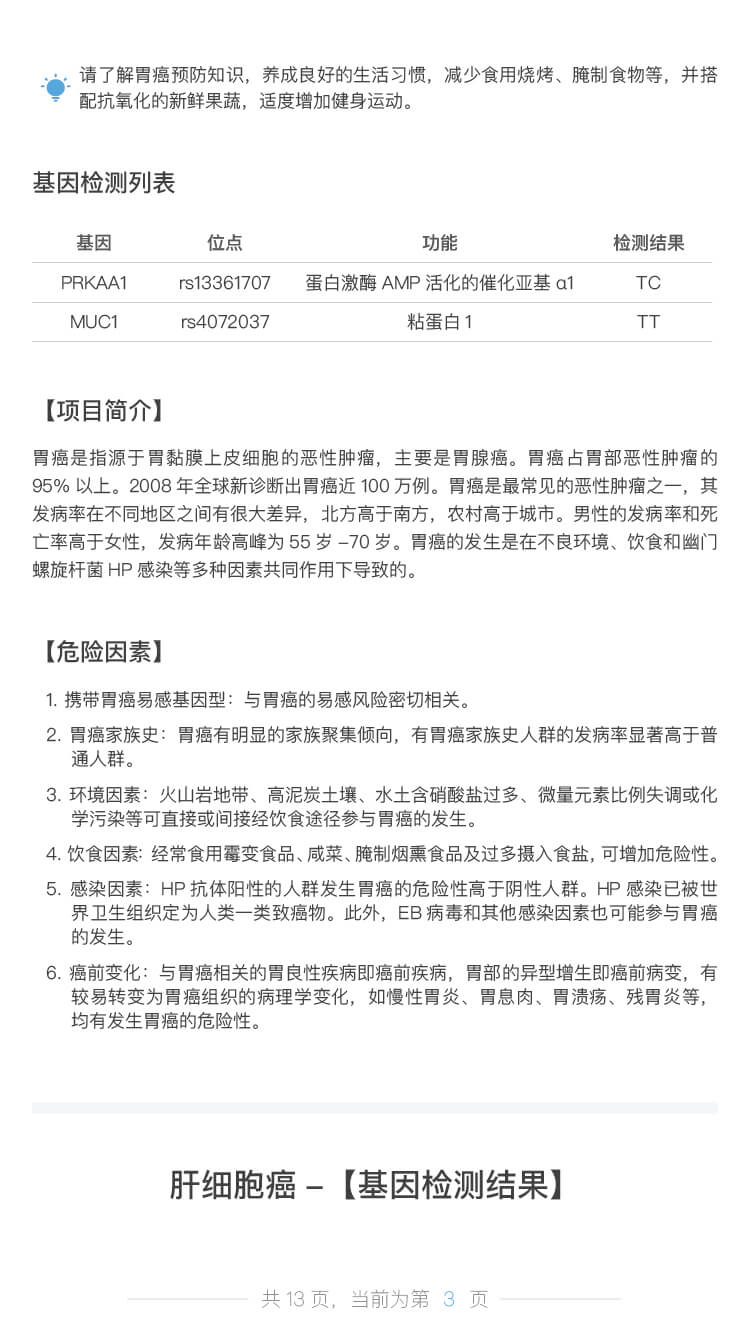 请了解胃癌预防知识，养成良好的生活习惯，减少食用烧烤、腌制食物等，并搭
配抗氧化的新鲜果蔬，适度增加健身运动。
基因检测列表
基因 位点 功能 检测结果
PRKAA1 rs13361707 蛋白激酶 AMP 活化的催化亚基 α1 TC
MUC1 rs4072037 粘蛋白 1 TT
【项目简介】
胃癌是指源于胃黏膜上皮细胞的恶性肿瘤，主要是胃腺癌。胃癌占胃部恶性肿瘤的
95% 以上。2008 年全球新诊断出胃癌近 100 万例。胃癌是最常见的恶性肿瘤之一，其
发病率在不同地区之间有很大差异，北方高于南方，农村高于城市。男性的发病率和死
亡率高于女性，发病年龄高峰为 55 岁 –70 岁。胃癌的发生是在不良环境、饮食和幽门
螺旋杆菌 HP 感染等多种因素共同作用下导致的。
【危险因素】
1. 携带胃癌易感基因型：与胃癌的易感风险密切相关。
2. 胃癌家族史：胃癌有明显的家族聚集倾向，有胃癌家族史人群的发病率显著高于普
通人群。
3. 环境因素：火山岩地带、高泥炭土壤、水土含硝酸盐过多、微量元素比例失调或化
学污染等可直接或间接经饮食途径参与胃癌的发生。
4. 饮食因素：经常食用霉变食品、咸菜、腌制烟熏食品及过多摄入食盐，可增加危险性。
5. 感染因素：HP 抗体阳性的人群发生胃癌的危险性高于阴性人群。HP 感染已被世
界卫生组织定为人类一类致癌物。此外，EB 病毒和其他感染因素也可能参与胃癌
的发生。
6. 癌前变化：与胃癌相关的胃良性疾病即癌前疾病，胃部的异型增生即癌前病变，有
较易转变为胃癌组织的病理学变化，如慢性胃炎、胃息肉、胃溃疡、残胃炎等，
均有发生胃癌的危险性。
肝细胞癌 –【基因检测结果】
共 13 页，当前为第 3 页